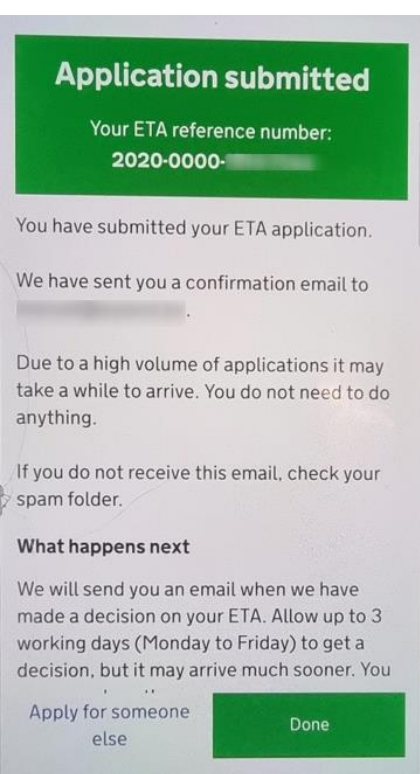 Application submitted
Your ETA reference number:
2020-0000-
You have submitted your ETA application.
We have sent you a confirmation email to
.
Due to a high volume of applications it may
take a while to arrive. You do not need to do
anything.
If you do not receive this email, check your
spam folder.
What happens next
We will send you an email when we have
made a decision on your ETA. Allow up to 3
working days (Monday to Friday) to get a
decision, but it may arrive much sooner. You
Apply for someone
else
Done